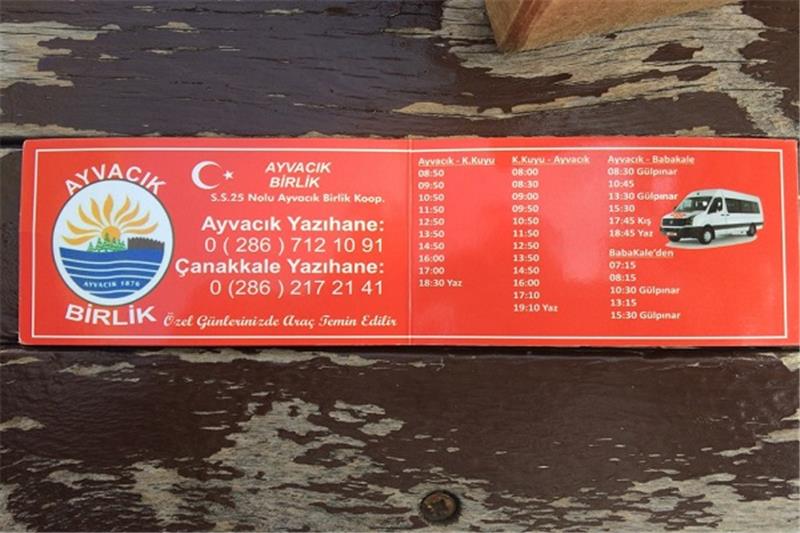 AYVACIK
AYVACIK 1876
BİRLİK
AYVACIK
BİRLİK
S.S.25 Nolu Ayvacık Birlik Koop.
Ayvacık Yazıhane:
0 ( 286 ) 712 10 91
Çanakkale Yazıhane:
0 (286 ) 217 21 41
Özel Günlerinizde Araç Temin Edilir
Ayvacık - K.Kuyu
08:50
09:50
10:50
11:50
12:50
13:50
14:50
16:00
17:00
18:30 Yaz
K.Kuyu - Ayvacık
08:00
08:30
09:00
09:50
10:50
11:50
12:50
13:50
14:50
16:00
17:10
19:10 Yaz
Ayvacık - Babakale
08:30 Gülpınar
10:45
13:30 Gülpınar
15:30
17:45 Kış
18:45 Yaz
BabaKale'den
07:15
08:15
10:30 Gülpınar
13:15
15:30 Gülpınar